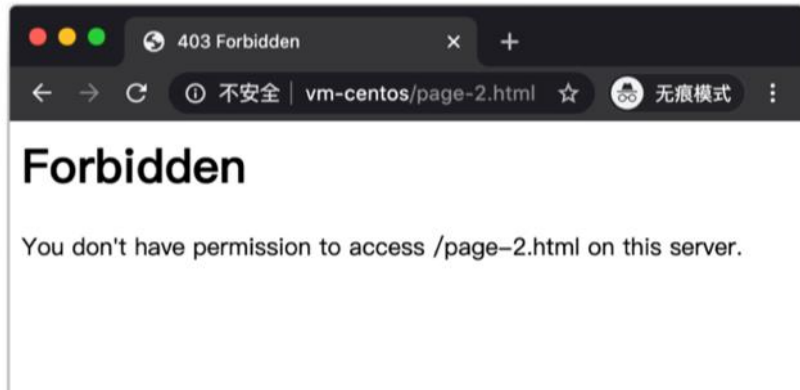 403 Forbidden
不安全 vm-centos/page-2.html 无痕模式
Forbidden
You don't have permission to access /page-2.html on this server.